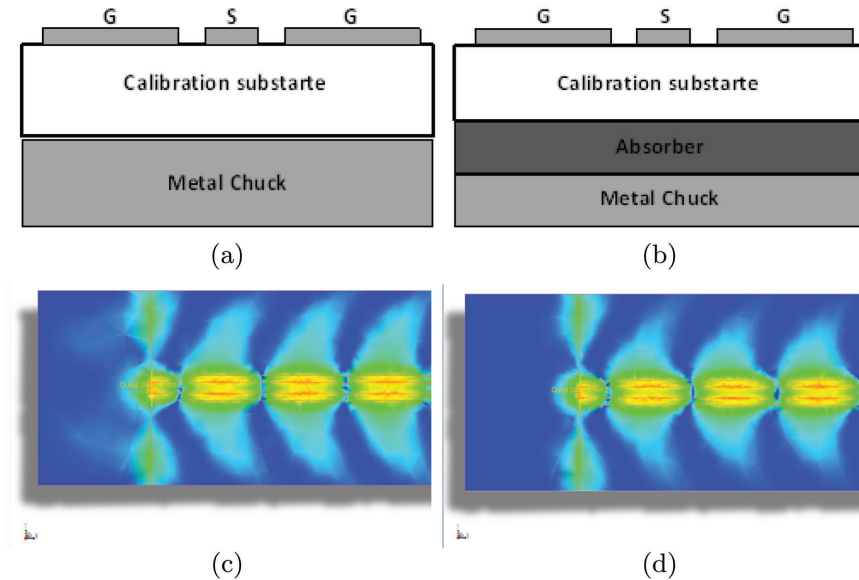 G S G
Calibration substarte
Metal Chuck
(a)
G S G
Calibration substarte
Absorber
Metal Chuck
(b)
(c)
(d)